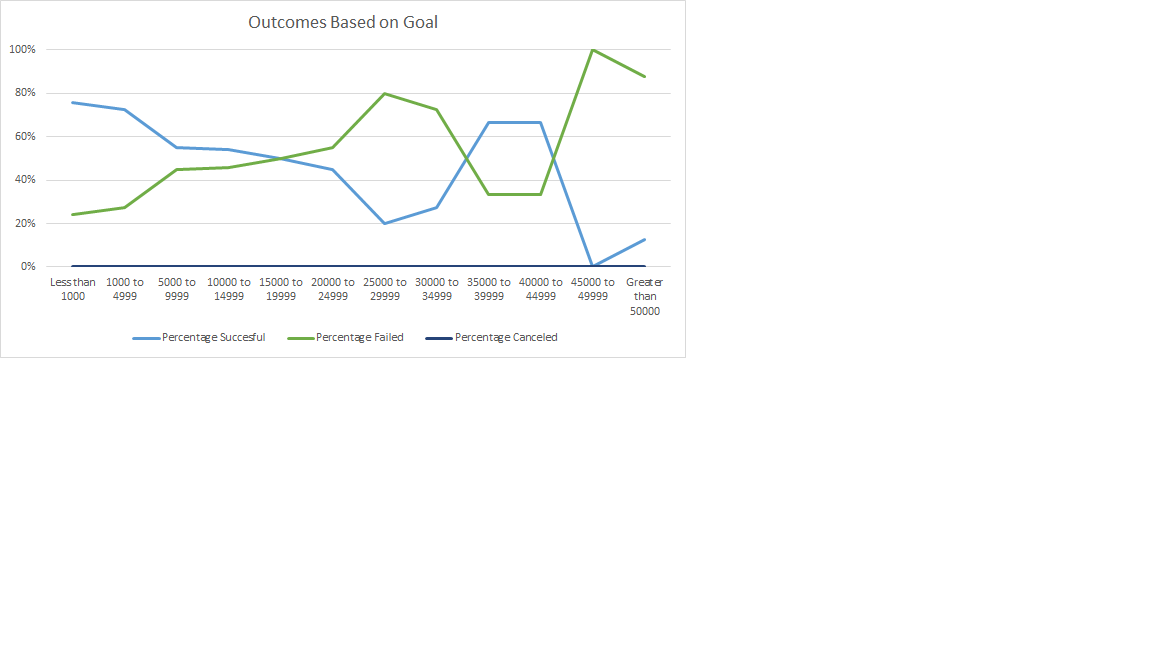 Outcomes Based on Goal
100%
80%
60%
40%
20%
0%
Less than 1000 to 5000 to 10000 to 15000 to 20000 to 25000 to 30000 to 35000 to 40000 to 45000 to Greater
1000 4999 9999 14999 19999 24999 29999 34999 39999 44999 49999 than
50000
Percentage Succesful Percentage Failed Percentage Canceled